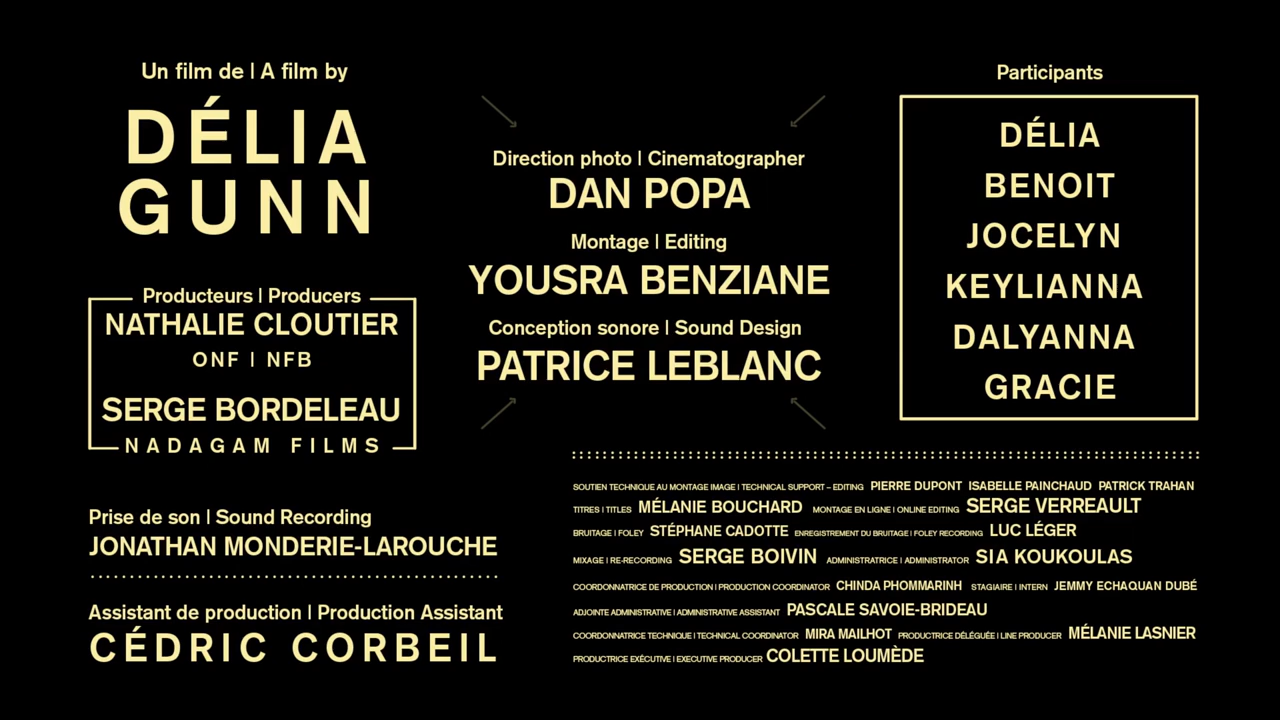 Un film de | A film by
DÉLIA
GUNN
Producteurs | Producers
NATHALIE CLOUTIER
ONF | NFB
SERGE BORDELEAU
NADAGAM FILMS
Prise de son | Sound Recording
JONATHAN MONDERIE-LAROUCHE
Assistant de production | Production Assistant
CÉDRIC CORBEIL
Direction photo | Cinematographer
DAN POPA
Montage | Editing
YOUSRA BENZIANE
Conception sonore | Sound Design
PATRICE LEBLANC
Participants
DÉLIA
BENOIT
JOCELYN
KEYLIANNA
DALYANNA
GRACIE
SOUTIEN TECHNIQUE AU MONTAGE IMAGE | TECHNICAL SUPPORT – EDITING PIERRE DUPONT ISABELLE PAINCHAUD PATRICK TRAHAN
TITRES | TITLES MÉLANIE BOUCHARD MONTAGE EN LIGNE | ONLINE EDITING SERGE VERREAULT
BRUITAGE | FOLEY STÉPHANE CADOTTE ENREGISTREMENT DU BRUITAGE | FOLEY RECORDING LUC LÉGER
MIXAGE | RE-RECORDING SERGE BOIVIN ADMINISTRATRICE | ADMINISTRATOR SIA KOUKOULAS
COORDONNATRICE DE PRODUCTION | PRODUCTION COORDINATOR CHINDA PHOMMARINH STAGIAIRE | INTERN JEMMY ECHAQUAN DUBÉ
ADJOINTE ADMINISTRATIVE | ADMINISTRATIVE ASSISTANT PASCALE SAVOIE-BRIDEAU
COORDONNATRICE TECHNIQUE | TECHNICAL COORDINATOR MIRA MAILHOT PRODUCTRICE DÉLÉGUÉE | LINE PRODUCER MÉLANIE LASNIER
PRODUCTRICE EXÉCUTIVE | EXECUTIVE PRODUCER COLETTE LOUMÈDE